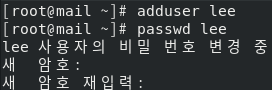 [root@mail ~]# adduser lee
[root@mail ~]# passwd lee
lee 사용자의 비밀 번호 변경 중
새  암호:
새  암호 재입력: